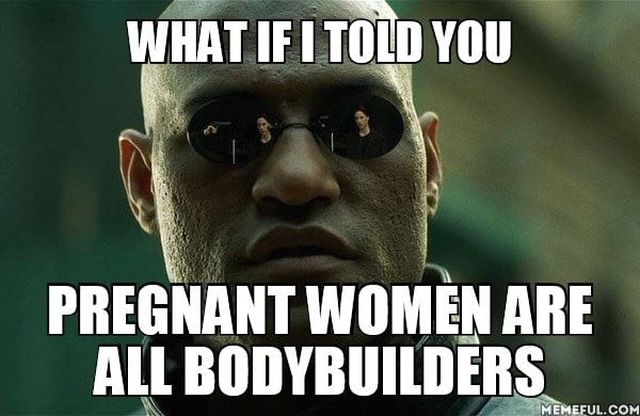 WHAT IF I TOLD YOU
PREGNANT WOMEN ARE
ALL BODYBUILDERS
MEMEFUL.COM